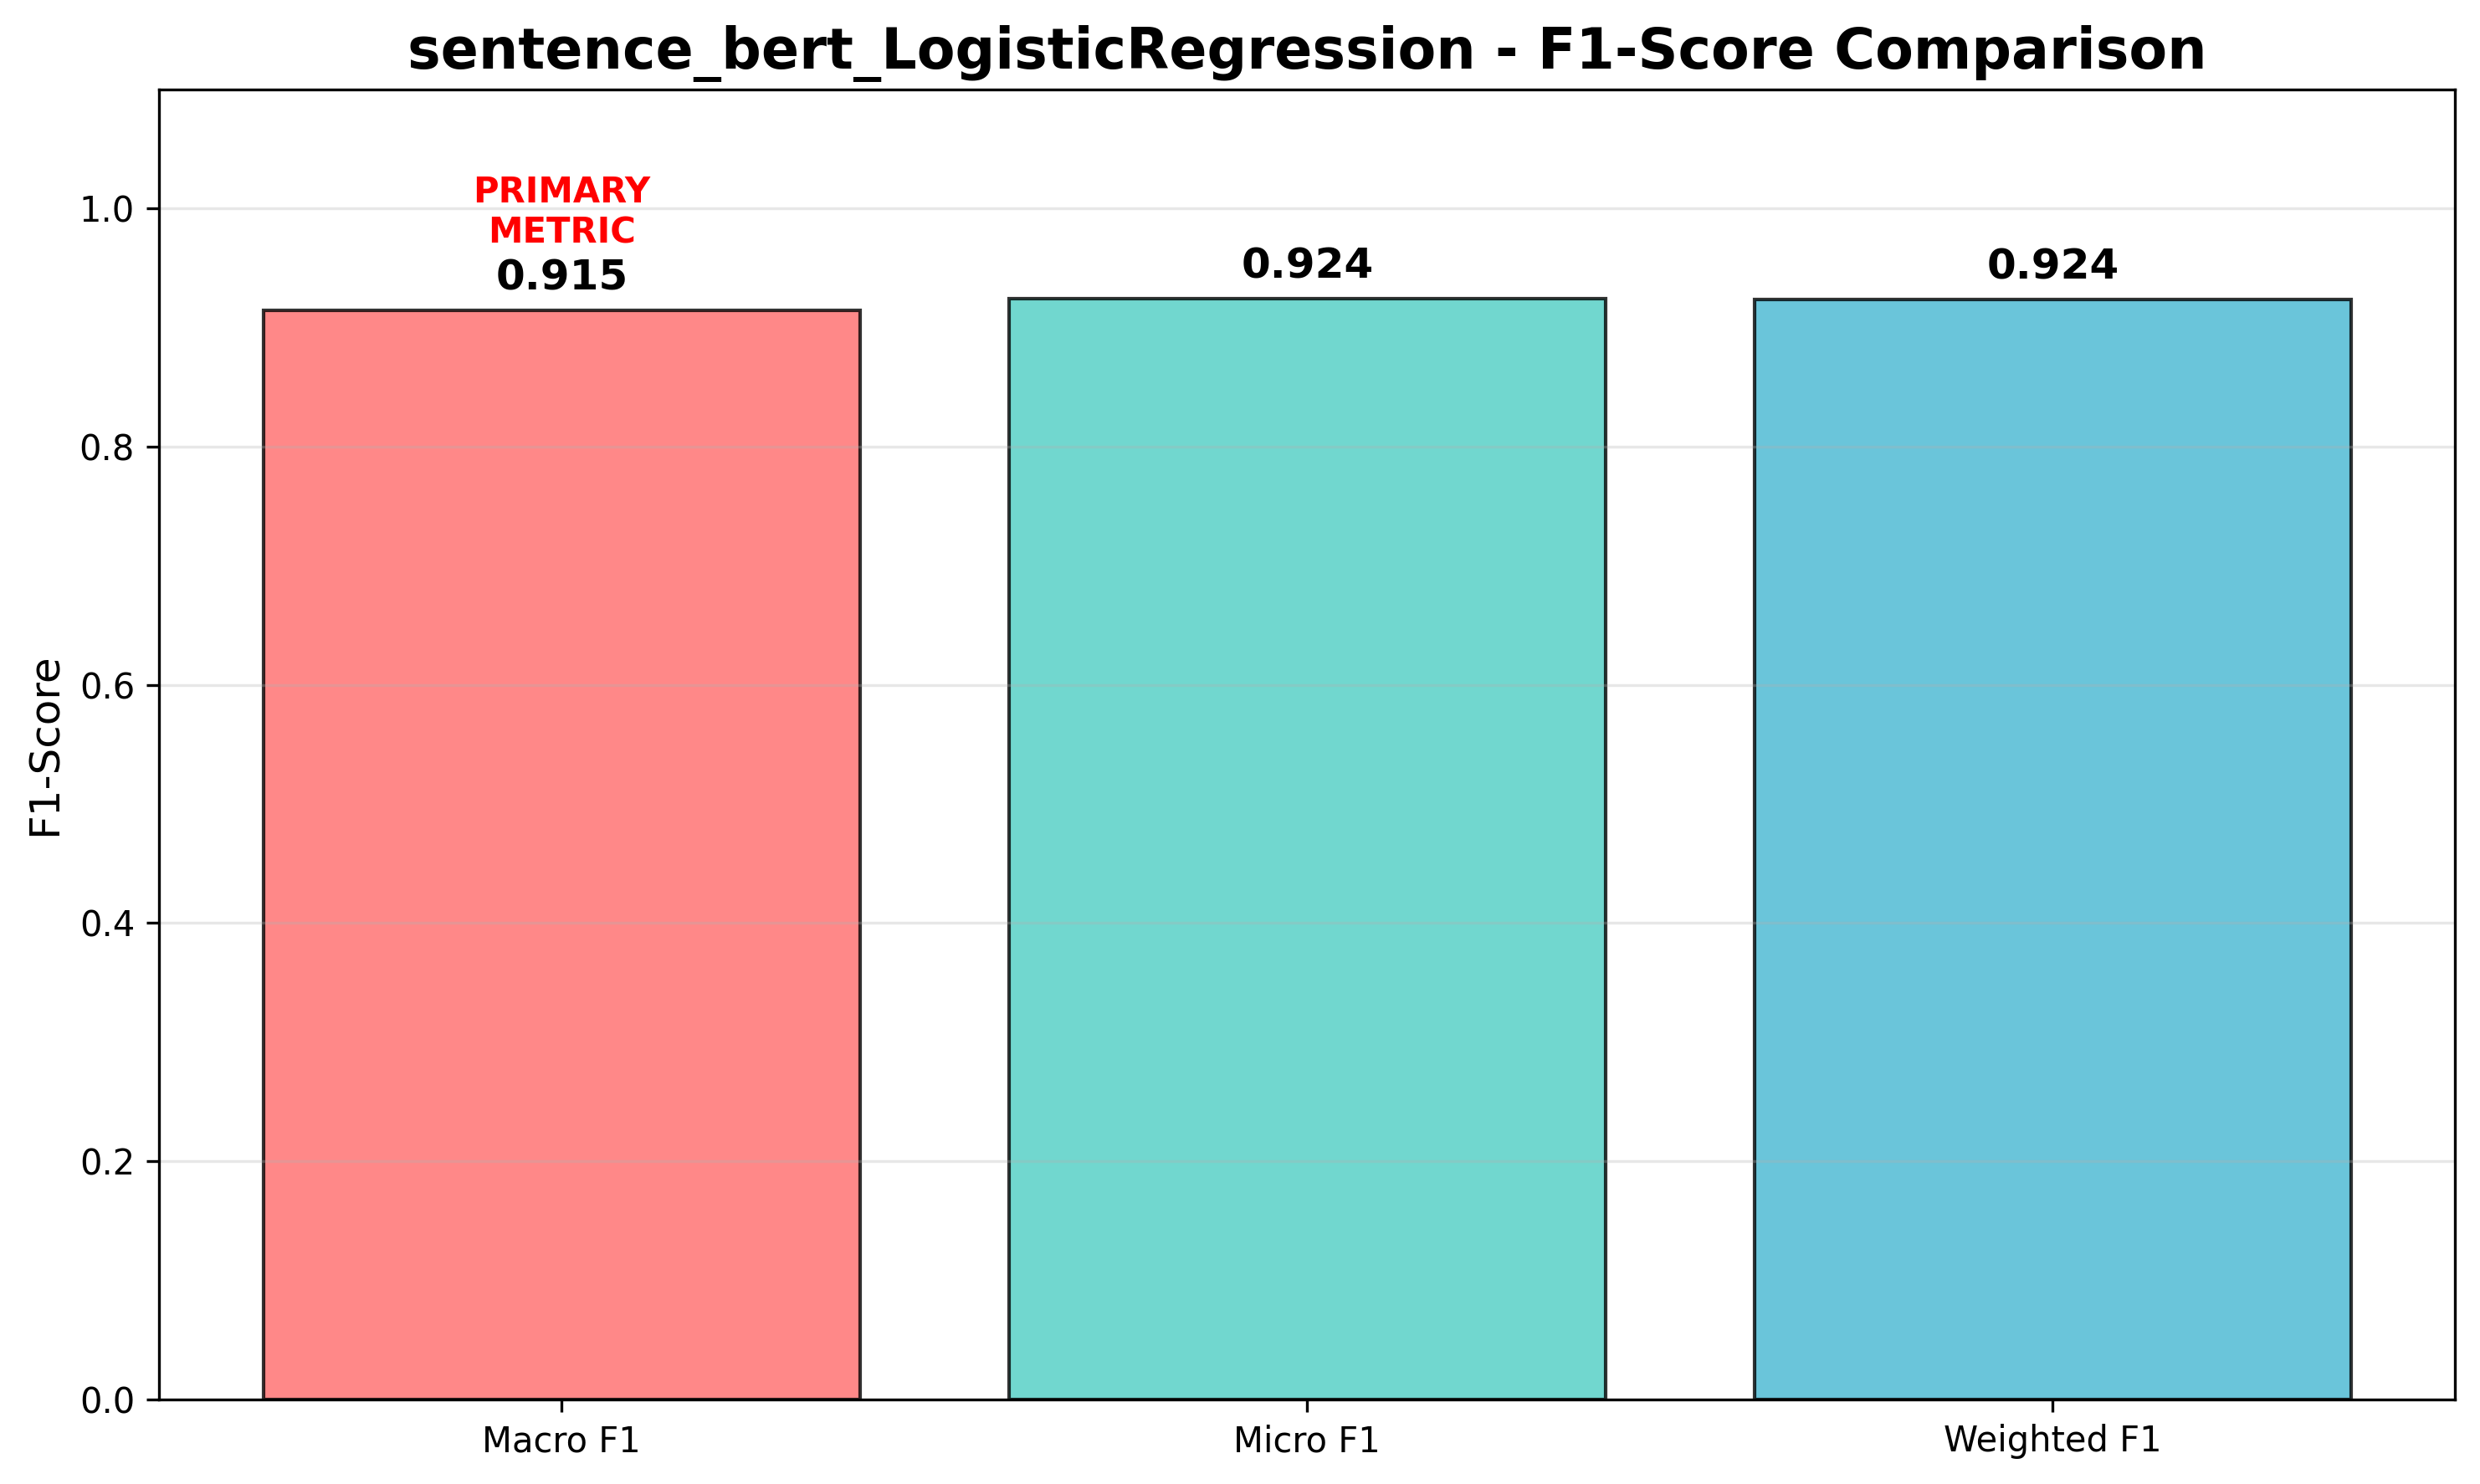 sentence_bert_LogisticRegression - F1-Score Comparison
PRIMARY
METRIC
0.915
0.924
0.924
1.0
0.8
0.6
0.4
0.2
0.0
F1-Score
Macro F1
Micro F1
Weighted F1